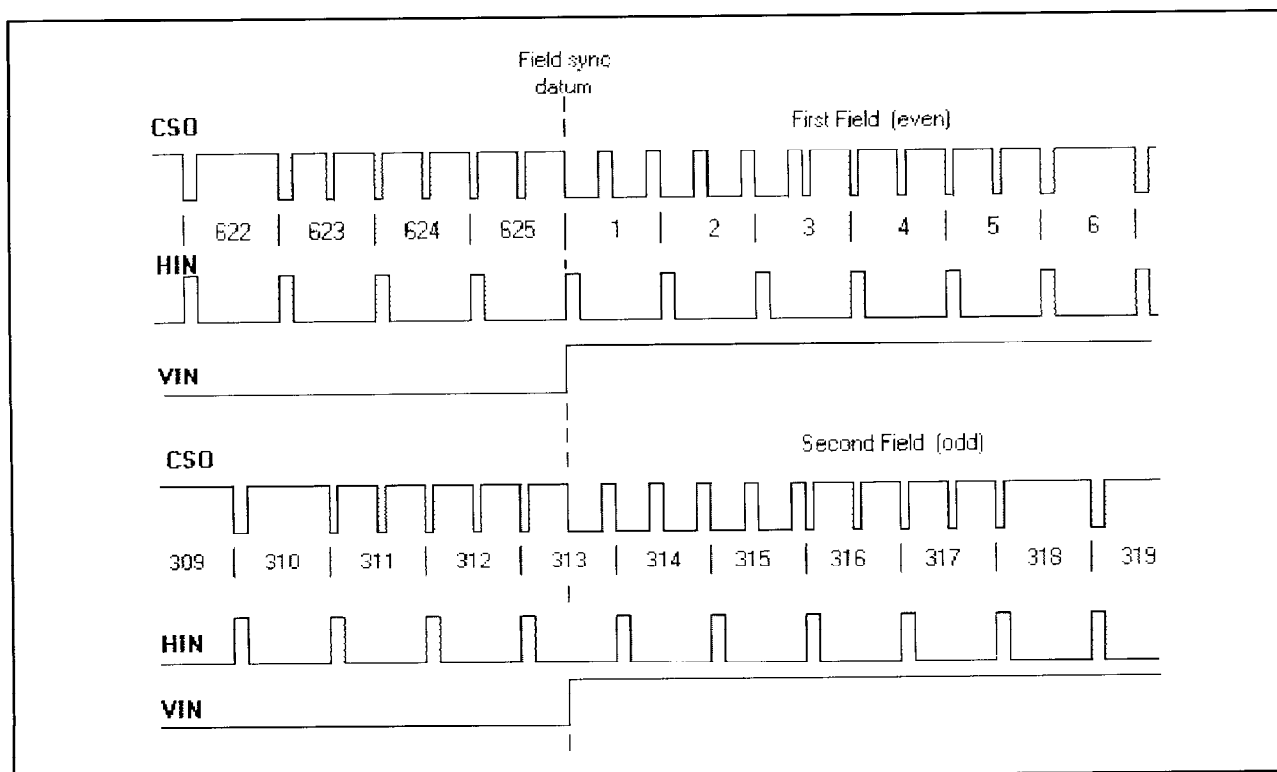 Field sync
datum
CSO
First Field (even)
622 623 624 625 1 2 3 4 5 6
HIN
VIN
Second Field (odd)
CSO
309 310 311 312 313 314 315 316 317 318 319
HIN
VIN